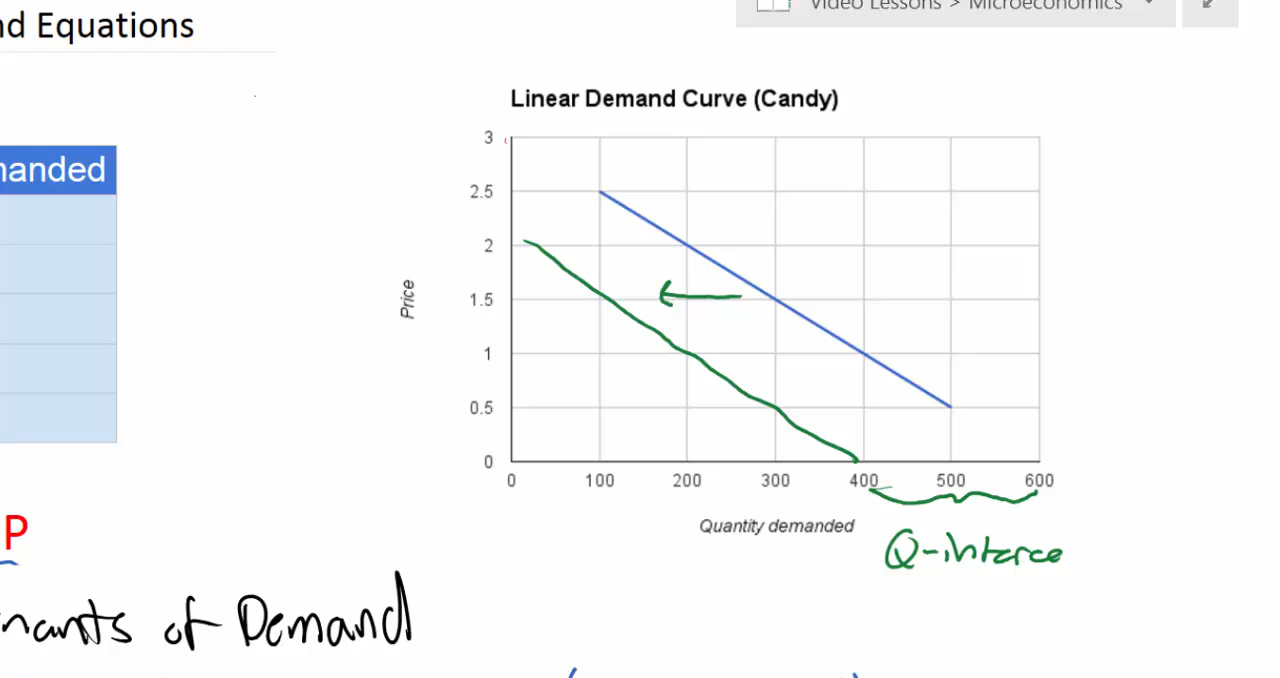 Video Lessons > Microeconomics
nd Equations
Linear Demand Curve (Candy)
manded
3
2.5
2
1.5
1
0.5
0
Price
0 100 200 300 400 500 600
Quantity demanded
Q-interce
P
nants of Demand